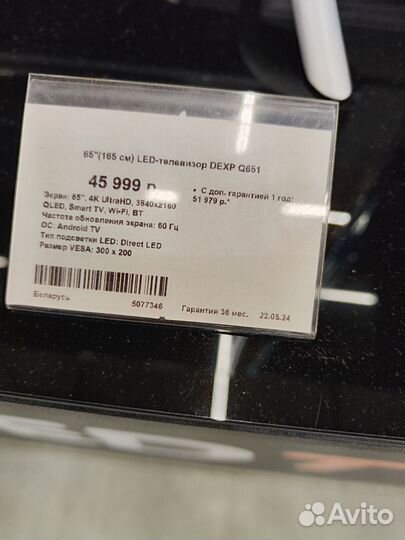 65"(165 см) LED-телевизор DEXP Q651
45 999 р.
• С доп. гарантией 1 год:
51 979 р.*
Экран: 65", 4K UltraHD, 3840x2160
QLED, Smart TV, Wi-Fi, BT
Частота обновления экрана: 60 Гц
ОС: Android TV
Тип подсветки LED: Direct LED
Размер VESA: 300 x 200
Беларусь
5077346
Гарантия 36 мес.
22.05.24
Avito